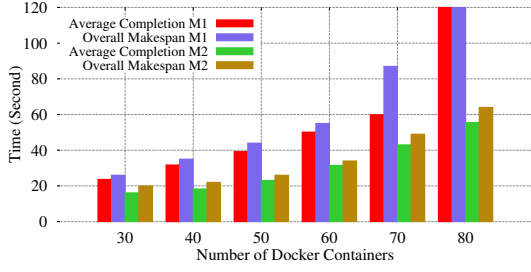 120
100
80
60
40
20
0
Time (Second)
Average Completion M1
Overall Makespan M1
Average Completion M2
Overall Makespan M2
30 40 50 60 70 80
Number of Docker Containers